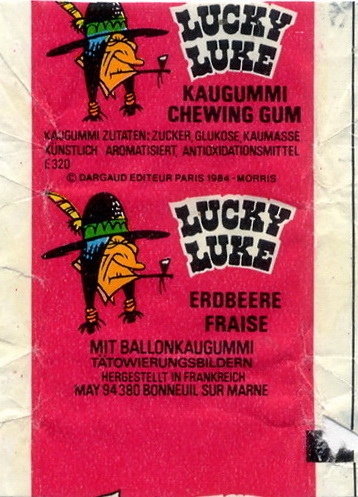 LUCKY
LUKE
KAUGUMMI
CHEWING GUM
KAUGUMMI ZUTATEN: ZUCKER, GLUKOSE, KAUMASSE
KÜNSTLICH AROMATISIERT, ANTIOXIDATIONSMITTEL
E 320
© DARGAUD EDITEUR PARIS 1984 - MORRIS
LUCKY
LUKE
ERDBEERE
FRAISE
MIT BALLONKAUGUMMI
TÄTOWIERUNGSBILDERN
HERGESTELLT IN FRANKREICH
MAY 94380 BONNEUIL SUR MARNE